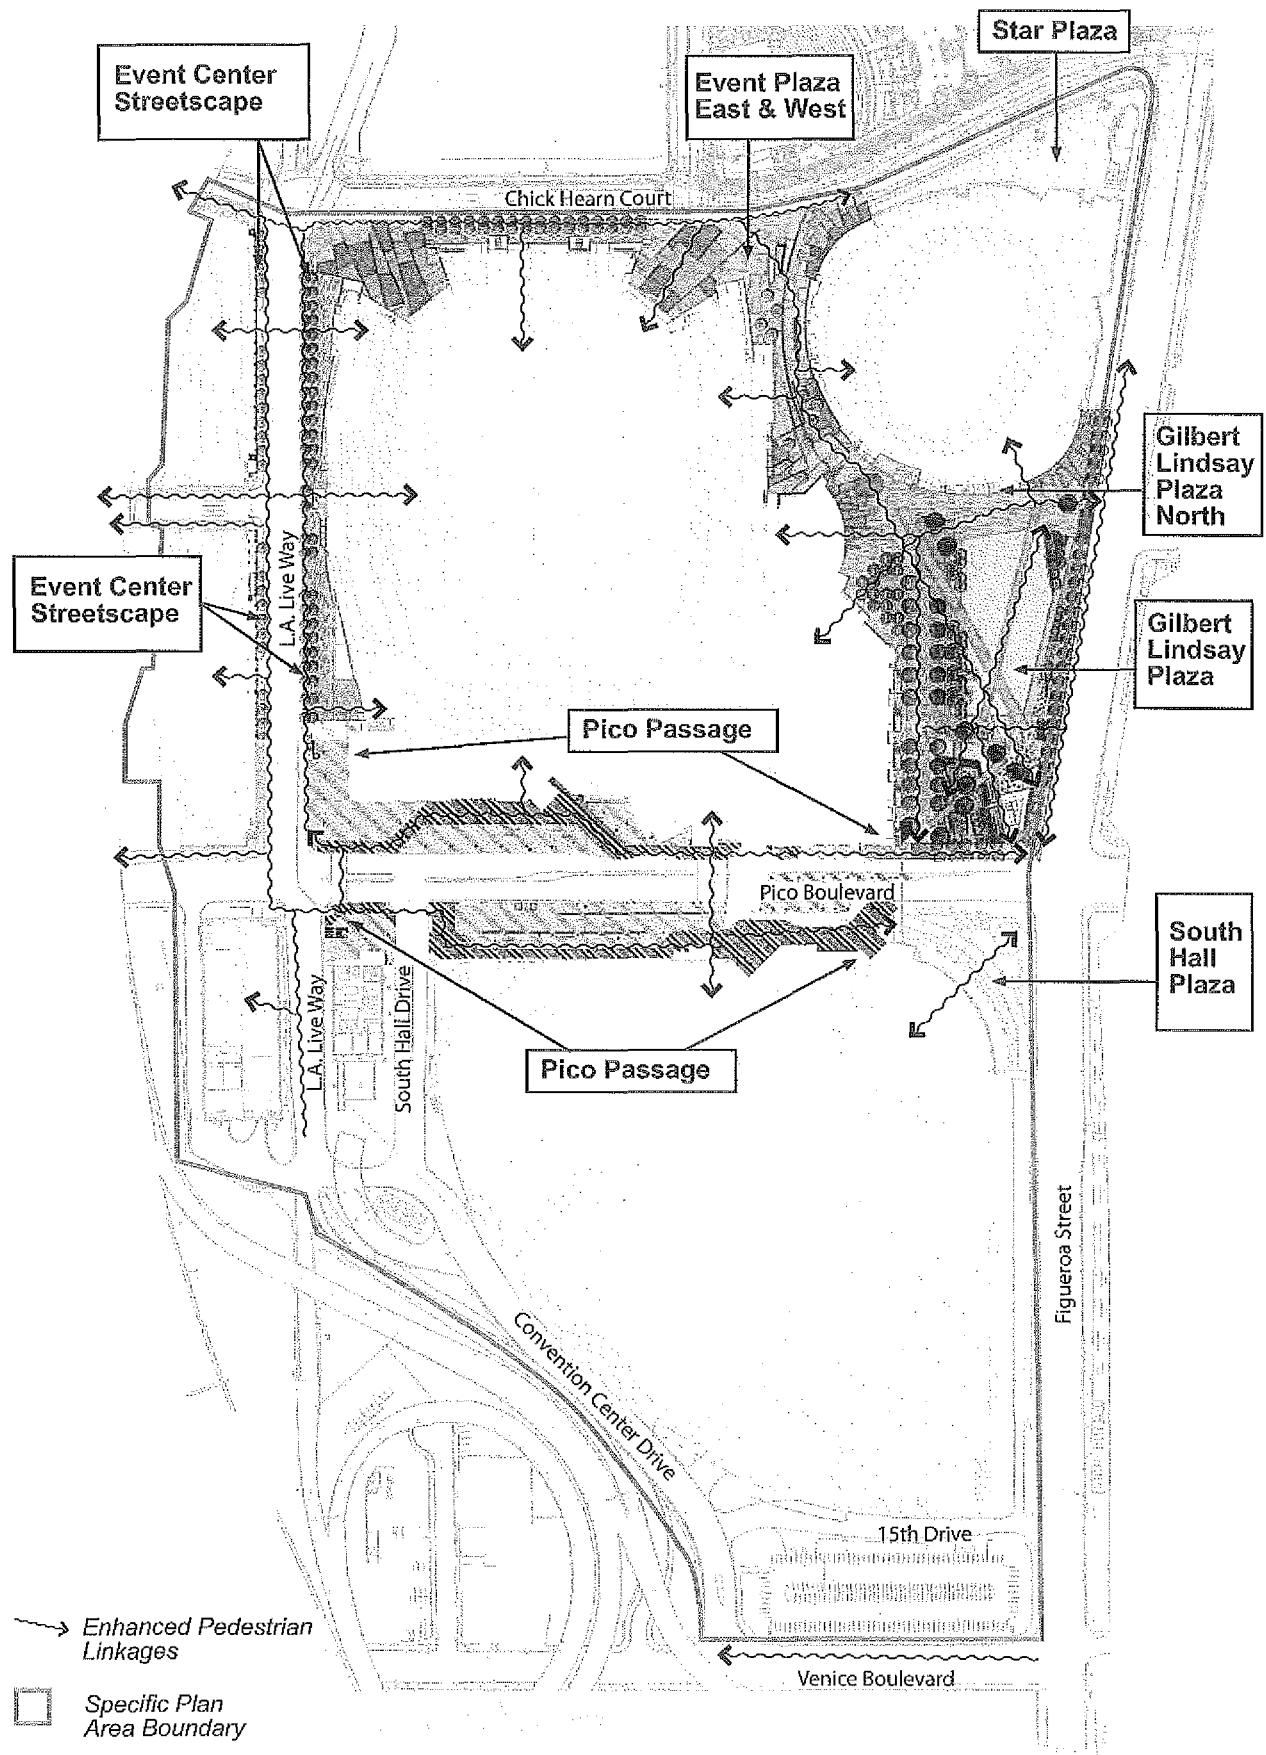 Star Plaza
Event Center
Streetscape
Event Plaza
East & West
Chick Hearn Court
Gilbert
Lindsay
Plaza
North
L.A. Live Way
Event Center
Streetscape
Gilbert
Lindsay
Plaza
Pico Passage
Pico Boulevard
South
Hall
Plaza
L.A. Live Way
South Hall Drive
Pico Passage
Figueroa Street
Convention Center Drive
15th Drive
Enhanced Pedestrian
Linkages
Venice Boulevard
Specific Plan
Area Boundary